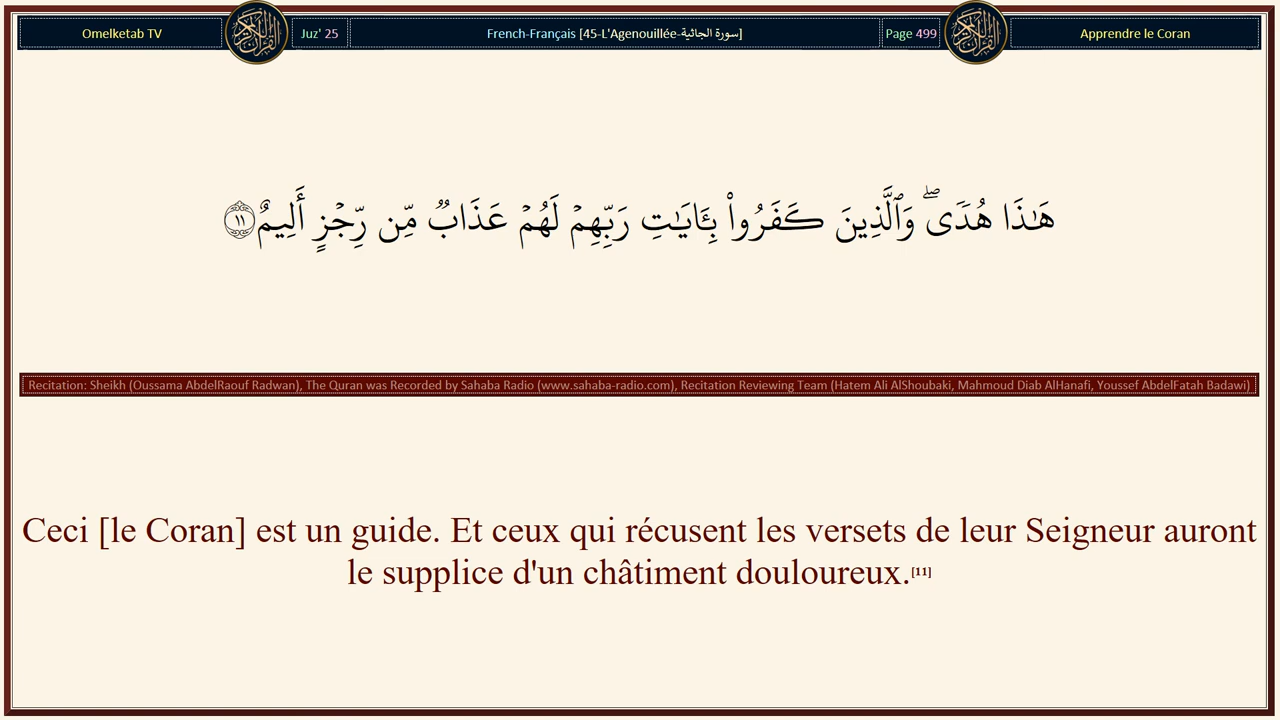 Omelketab TV
Juz' 25
French-Français [45-L'Agenouillée-سورة الجاثية]
Page 499
Apprendre le Coran
هَـٰذَا هُدٗىۖ وَٱلَّذِينَ كَفَرُواْ بِـَٔايَٰتِ رَبِّهِمۡ لَهُمۡ عَذَابٞ مِّن رِّجۡزٍ أَلِيمٌ ١١
Recitation: Sheikh (Oussama AbdelRaouf Radwan), The Quran was Recorded by Sahaba Radio (www.sahaba-radio.com), Recitation Reviewing Team (Hatem Ali AlShoubaki, Mahmoud Diab AlHanafi, Youssef AbdelFatah Badawi)
Ceci [le Coran] est un guide. Et ceux qui récusent les versets de leur Seigneur auront
le supplice d'un châtiment douloureux.[11]